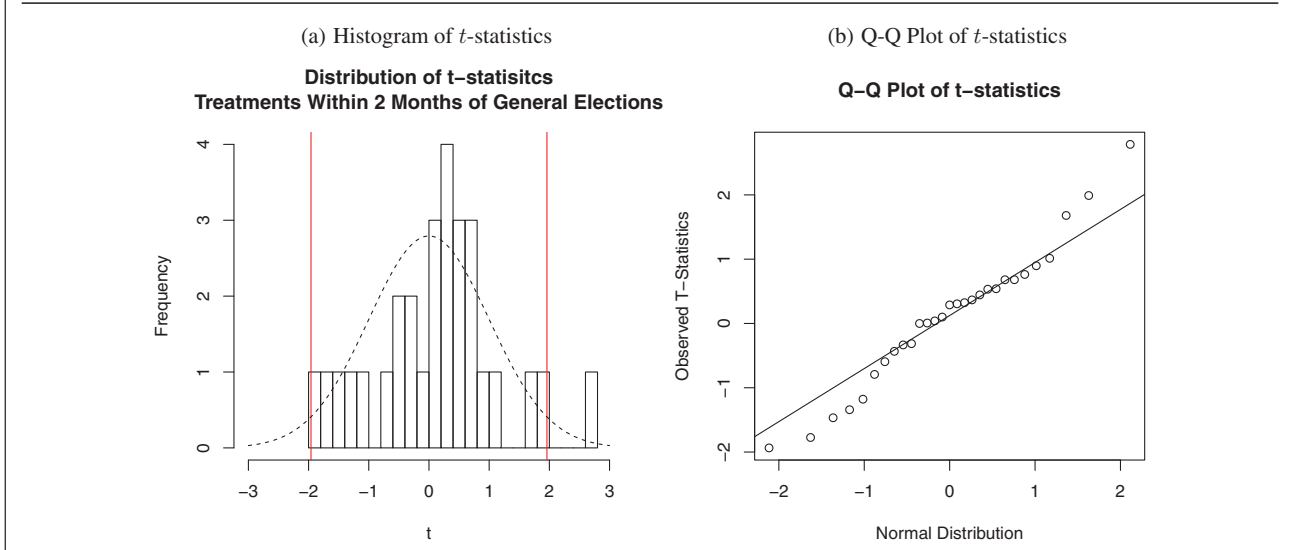 (a) Histogram of t-statistics
Distribution of t−statisitcs
Treatments Within 2 Months of General Elections
Frequency
4
3
2
1
0
−3 −2 −1 0 1 2 3
t
(b) Q-Q Plot of t-statistics
Q−Q Plot of t−statistics
Observed T−Statistics
2
1
0
−1
−2
−2 −1 0 1 2
Normal Distribution